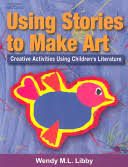 Using Stories
to Make Art
Creative Activities Using Children's Literature
Wendy M.L. Libby